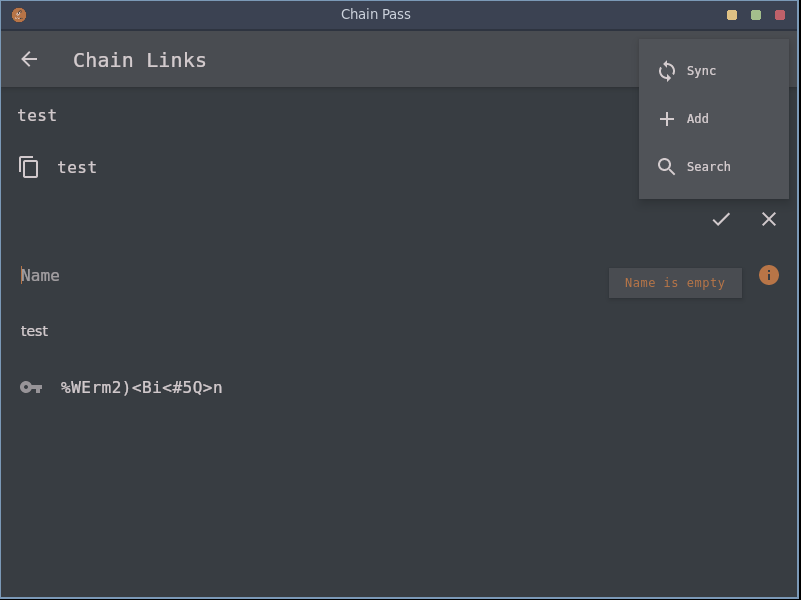 Chain Pass
Chain Links
Sync
test
Add
test
Search
Name
Name is empty
test
%WErm2)<Bi<#5Q>n